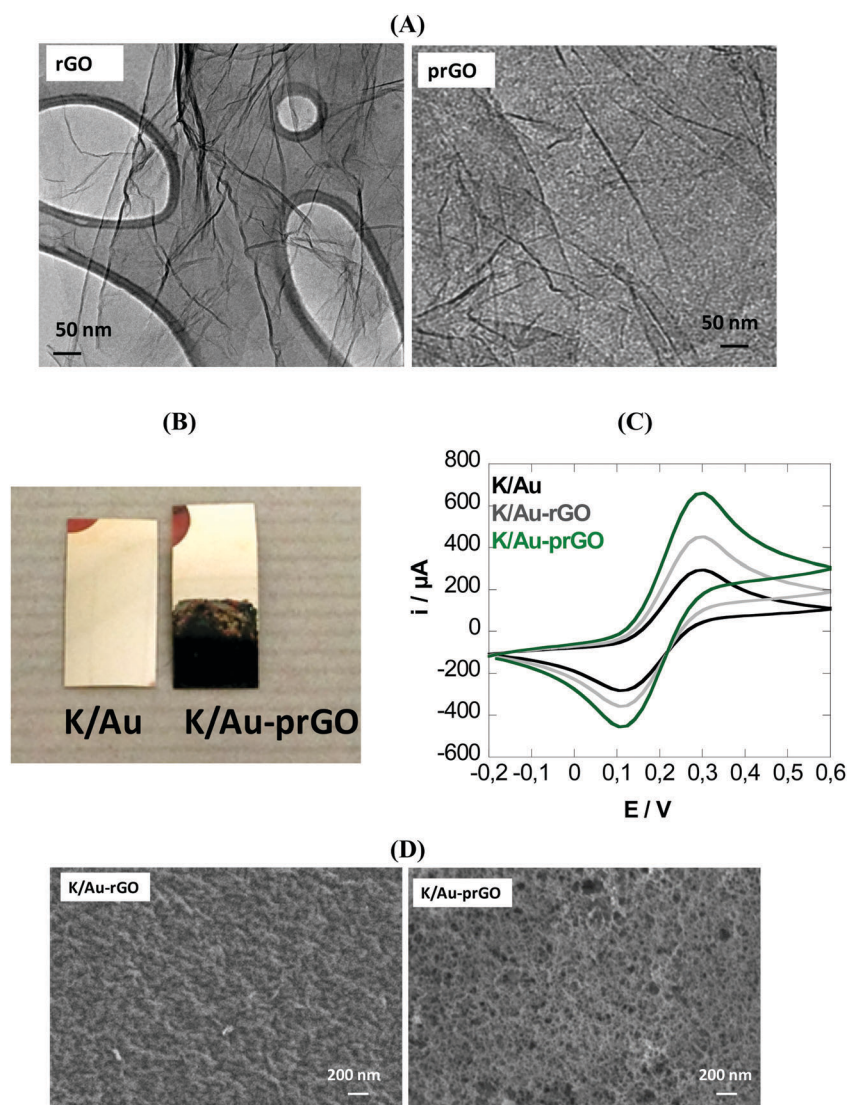 (A)
rGO
prGO
50 nm
50 nm
(B)
(C)
K/Au
K/Au-prGO
800
600
400
200
0
-200
-400
-600
i / µA
K/Au
K/Au-rGO
K/Au-prGO
-0,2 -0,1 0 0,1 0,2 0,3 0,4 0,5 0,6
E / V
(D)
K/Au-rGO
K/Au-prGO
200 nm
200 nm